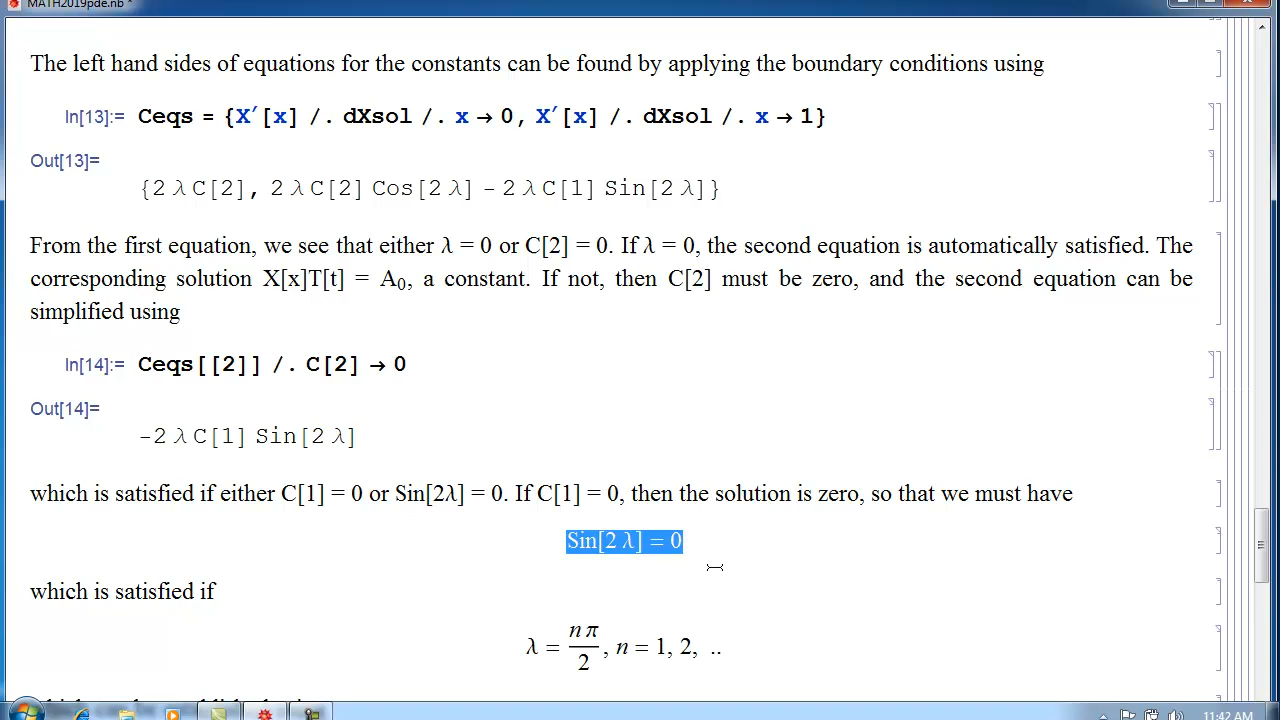 MATH2019pde.nb *
The left hand sides of equations for the constants can be found by applying the boundary conditions using
In[13]:= Ceqs = {X′[x] /. dXsol /. x → 0, X′[x] /. dXsol /. x → 1}
Out[13]=
{2 λ C[2], 2 λ C[2] Cos[2 λ] - 2 λ C[1] Sin[2 λ]}
From the first equation, we see that either λ = 0 or C[2] = 0. If λ = 0, the second equation is automatically satisfied. The
corresponding solution X[x]T[t] = A₀, a constant. If not, then C[2] must be zero, and the second equation can be
simplified using
In[14]:= Ceqs[[2]] /. C[2] → 0
Out[14]=
-2 λ C[1] Sin[2 λ]
which is satisfied if either C[1] = 0 or Sin[2λ] = 0. If C[1] = 0, then the solution is zero, so that we must have
Sin[2 λ] = 0
which is satisfied if
λ = n π / 2, n = 1, 2, ..
11:42 AM